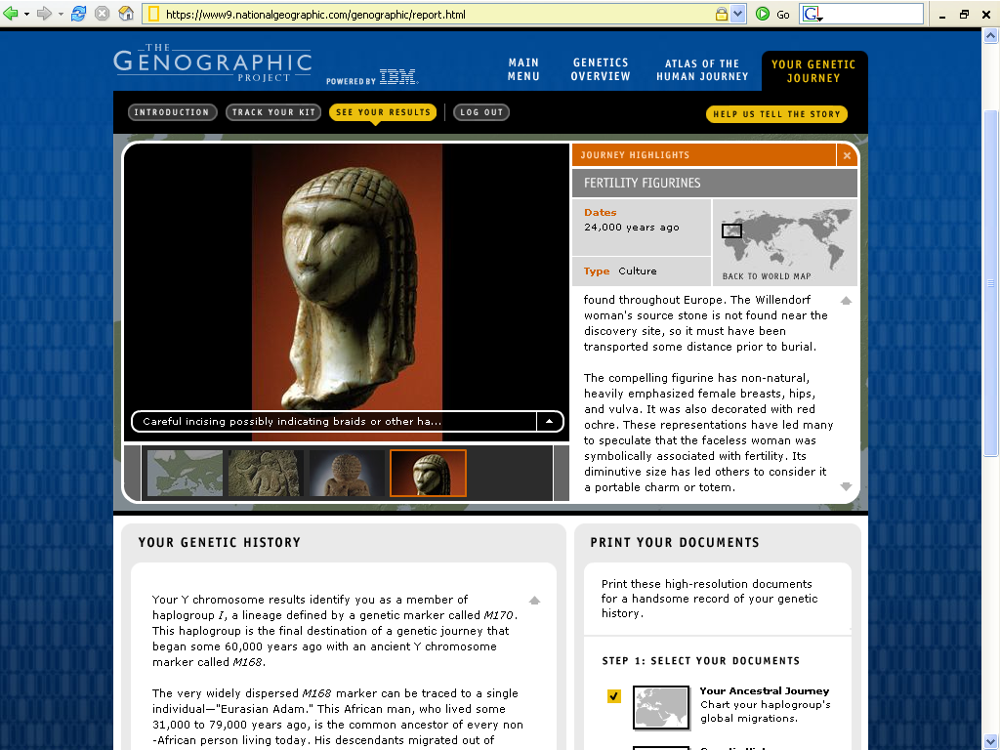 https://www9.nationalgeographic.com/genographic/report.html
Go
G
THE
GENOGRAPHIC
PROJECT
POWERED BY IBM
MAIN
MENU
GENETICS
OVERVIEW
ATLAS OF THE
HUMAN JOURNEY
YOUR GENETIC
JOURNEY
INTRODUCTION
TRACK YOUR KIT
SEE YOUR RESULTS
LOG OUT
HELP US TELL THE STORY
JOURNEY HIGHLIGHTS
FERTILITY FIGURINES
Dates
24,000 years ago
Type Culture
BACK TO WORLD MAP
found throughout Europe. The Willendorf
woman's source stone is not found near the
discovery site, so it must have been
transported some distance prior to burial.
The compelling figurine has non-natural,
heavily emphasized female breasts, hips,
and vulva. It was also decorated with red
ochre. These representations have led many
to speculate that the faceless woman was
symbolically associated with fertility. Its
diminutive size has led others to consider it
a portable charm or totem.
Careful incising possibly indicating braids or other ha...
YOUR GENETIC HISTORY
Your Y chromosome results identify you as a member of
haplogroup I, a lineage defined by a genetic marker called M170.
This haplogroup is the final destination of a genetic journey that
began some 60,000 years ago with an ancient Y chromosome
marker called M168.
The very widely dispersed M168 marker can be traced to a single
individual—"Eurasian Adam." This African man, who lived some
31,000 to 79,000 years ago, is the common ancestor of every non
-African person living today. His descendants migrated out of
PRINT YOUR DOCUMENTS
Print these high-resolution documents
for a handsome record of your genetic
history.
STEP 1: SELECT YOUR DOCUMENTS
Your Ancestral Journey
Chart your haplogroup's
global migrations.